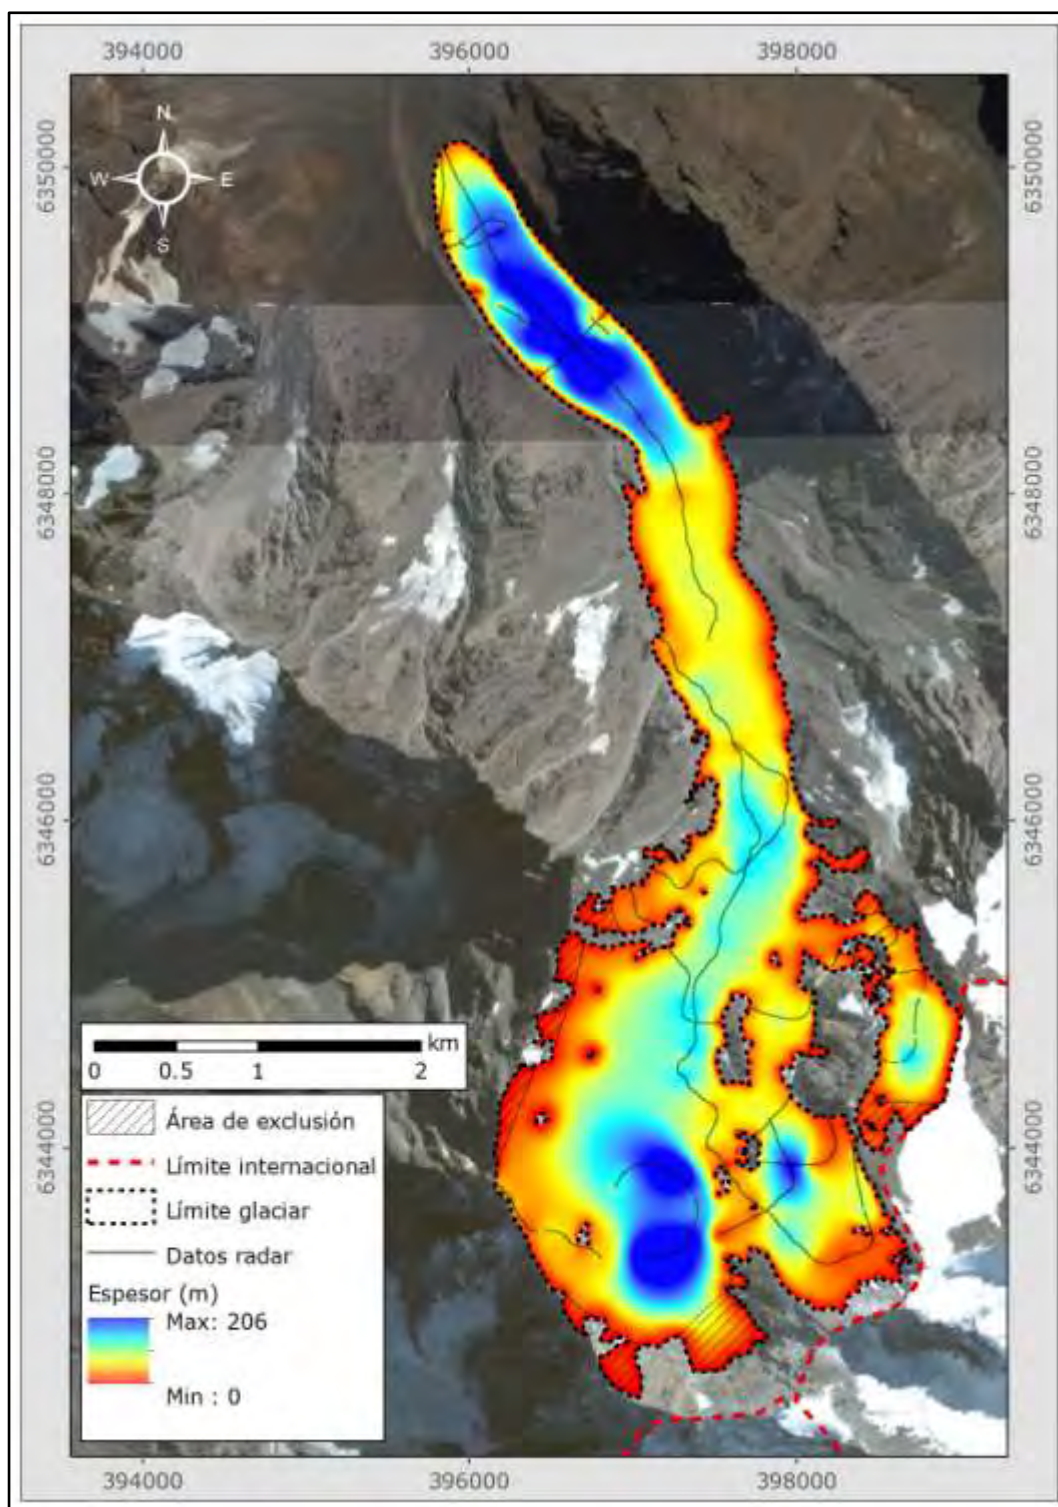 394000 396000 398000
N
W E
S
6350000 6350000
6348000 6348000
6346000 6346000
6344000 6344000
km
0 0.5 1 2
Área de exclusión
Límite internacional
Límite glaciar
Datos radar
Espesor (m)
Max: 206
Min : 0
394000 396000 398000